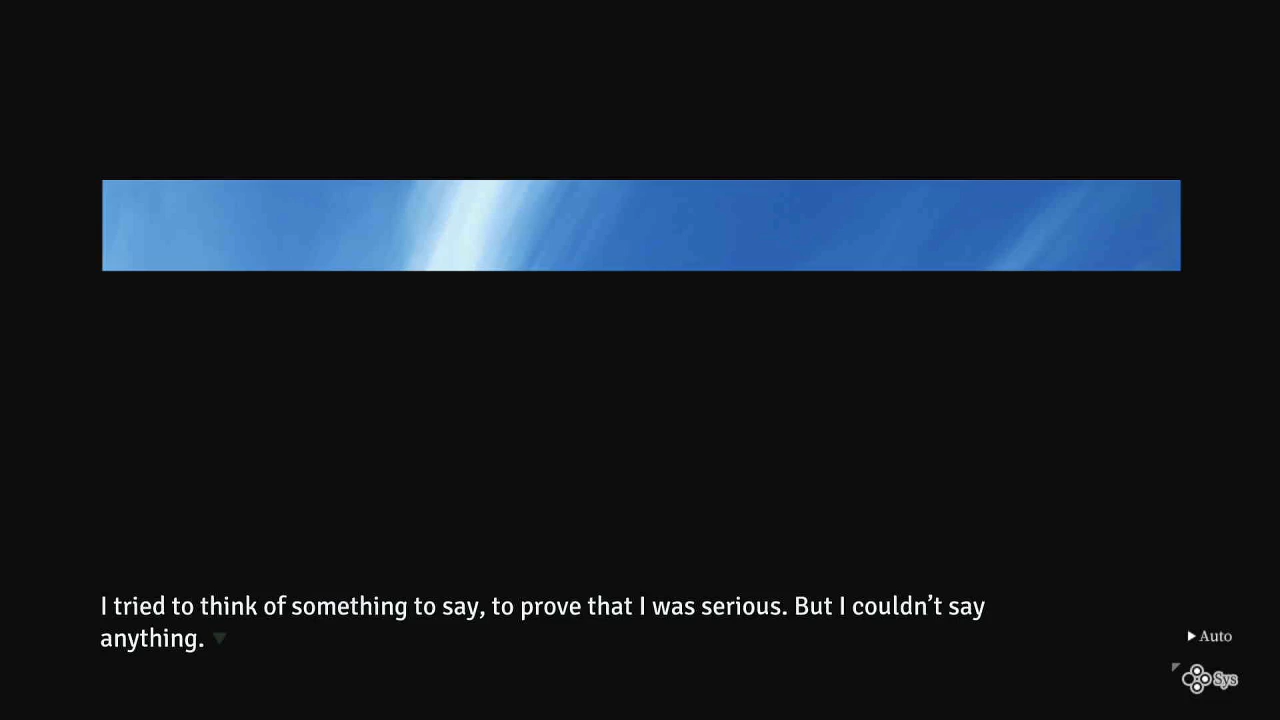 I tried to think of something to say, to prove that I was serious. But I couldn’t say
anything.
Auto
Sys